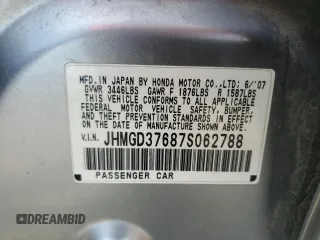 MFD. IN JAPAN BY HONDA MOTOR CO.,LTD: 6/'07
GVWR 3446LBS GAWR F 1876LBS R 1587LBS
THIS VEHICLE CONFORMS TO ALL APPLICABLE
FEDERAL MOTOR VEHICLE SAFETY, BUMPER,
AND THEFT PREVENTION STANDARDS IN EFFECT
ON THE DATE OF MANUFACTURE SHOWN ABOVE.
V.I.N. JHMGD37687S062788
PASSENGER CAR
DREAMBID